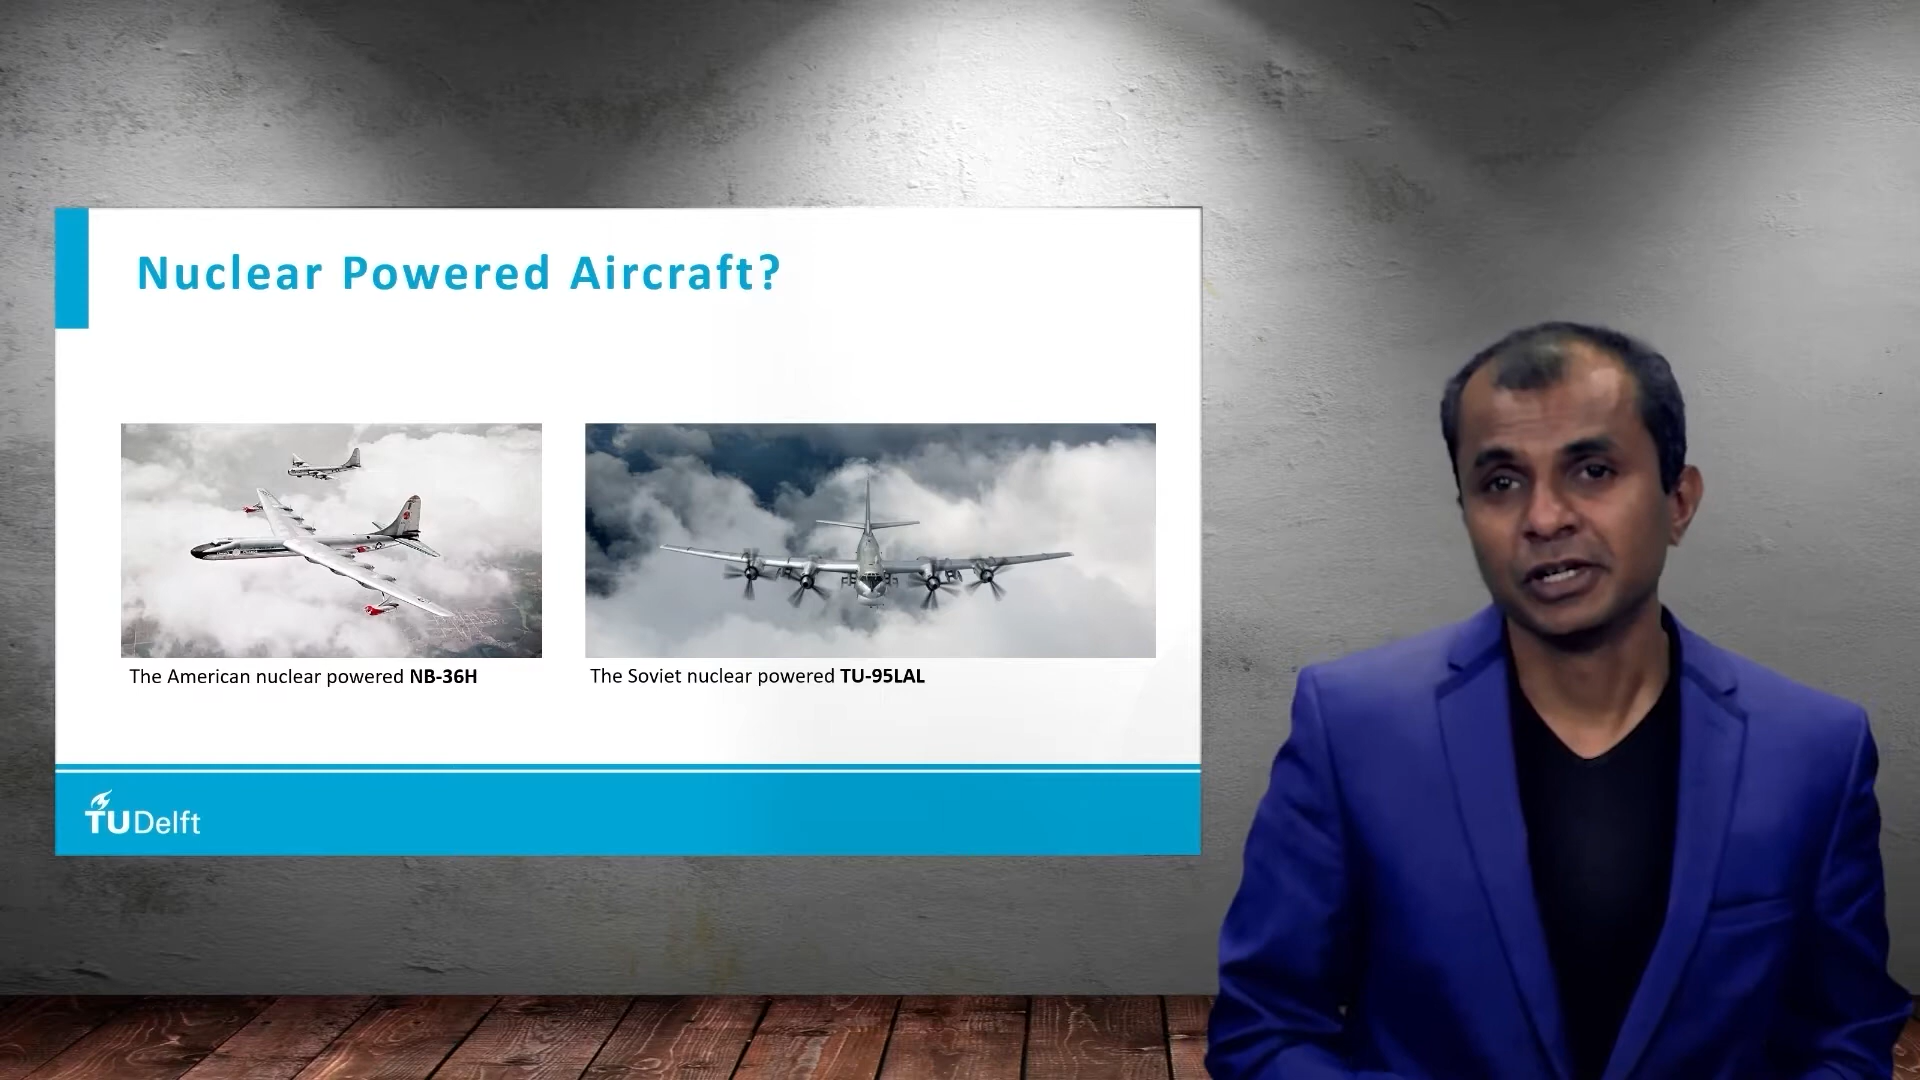 Nuclear Powered Aircraft?
The American nuclear powered NB-36H
The Soviet nuclear powered TU-95LAL
TUDelft